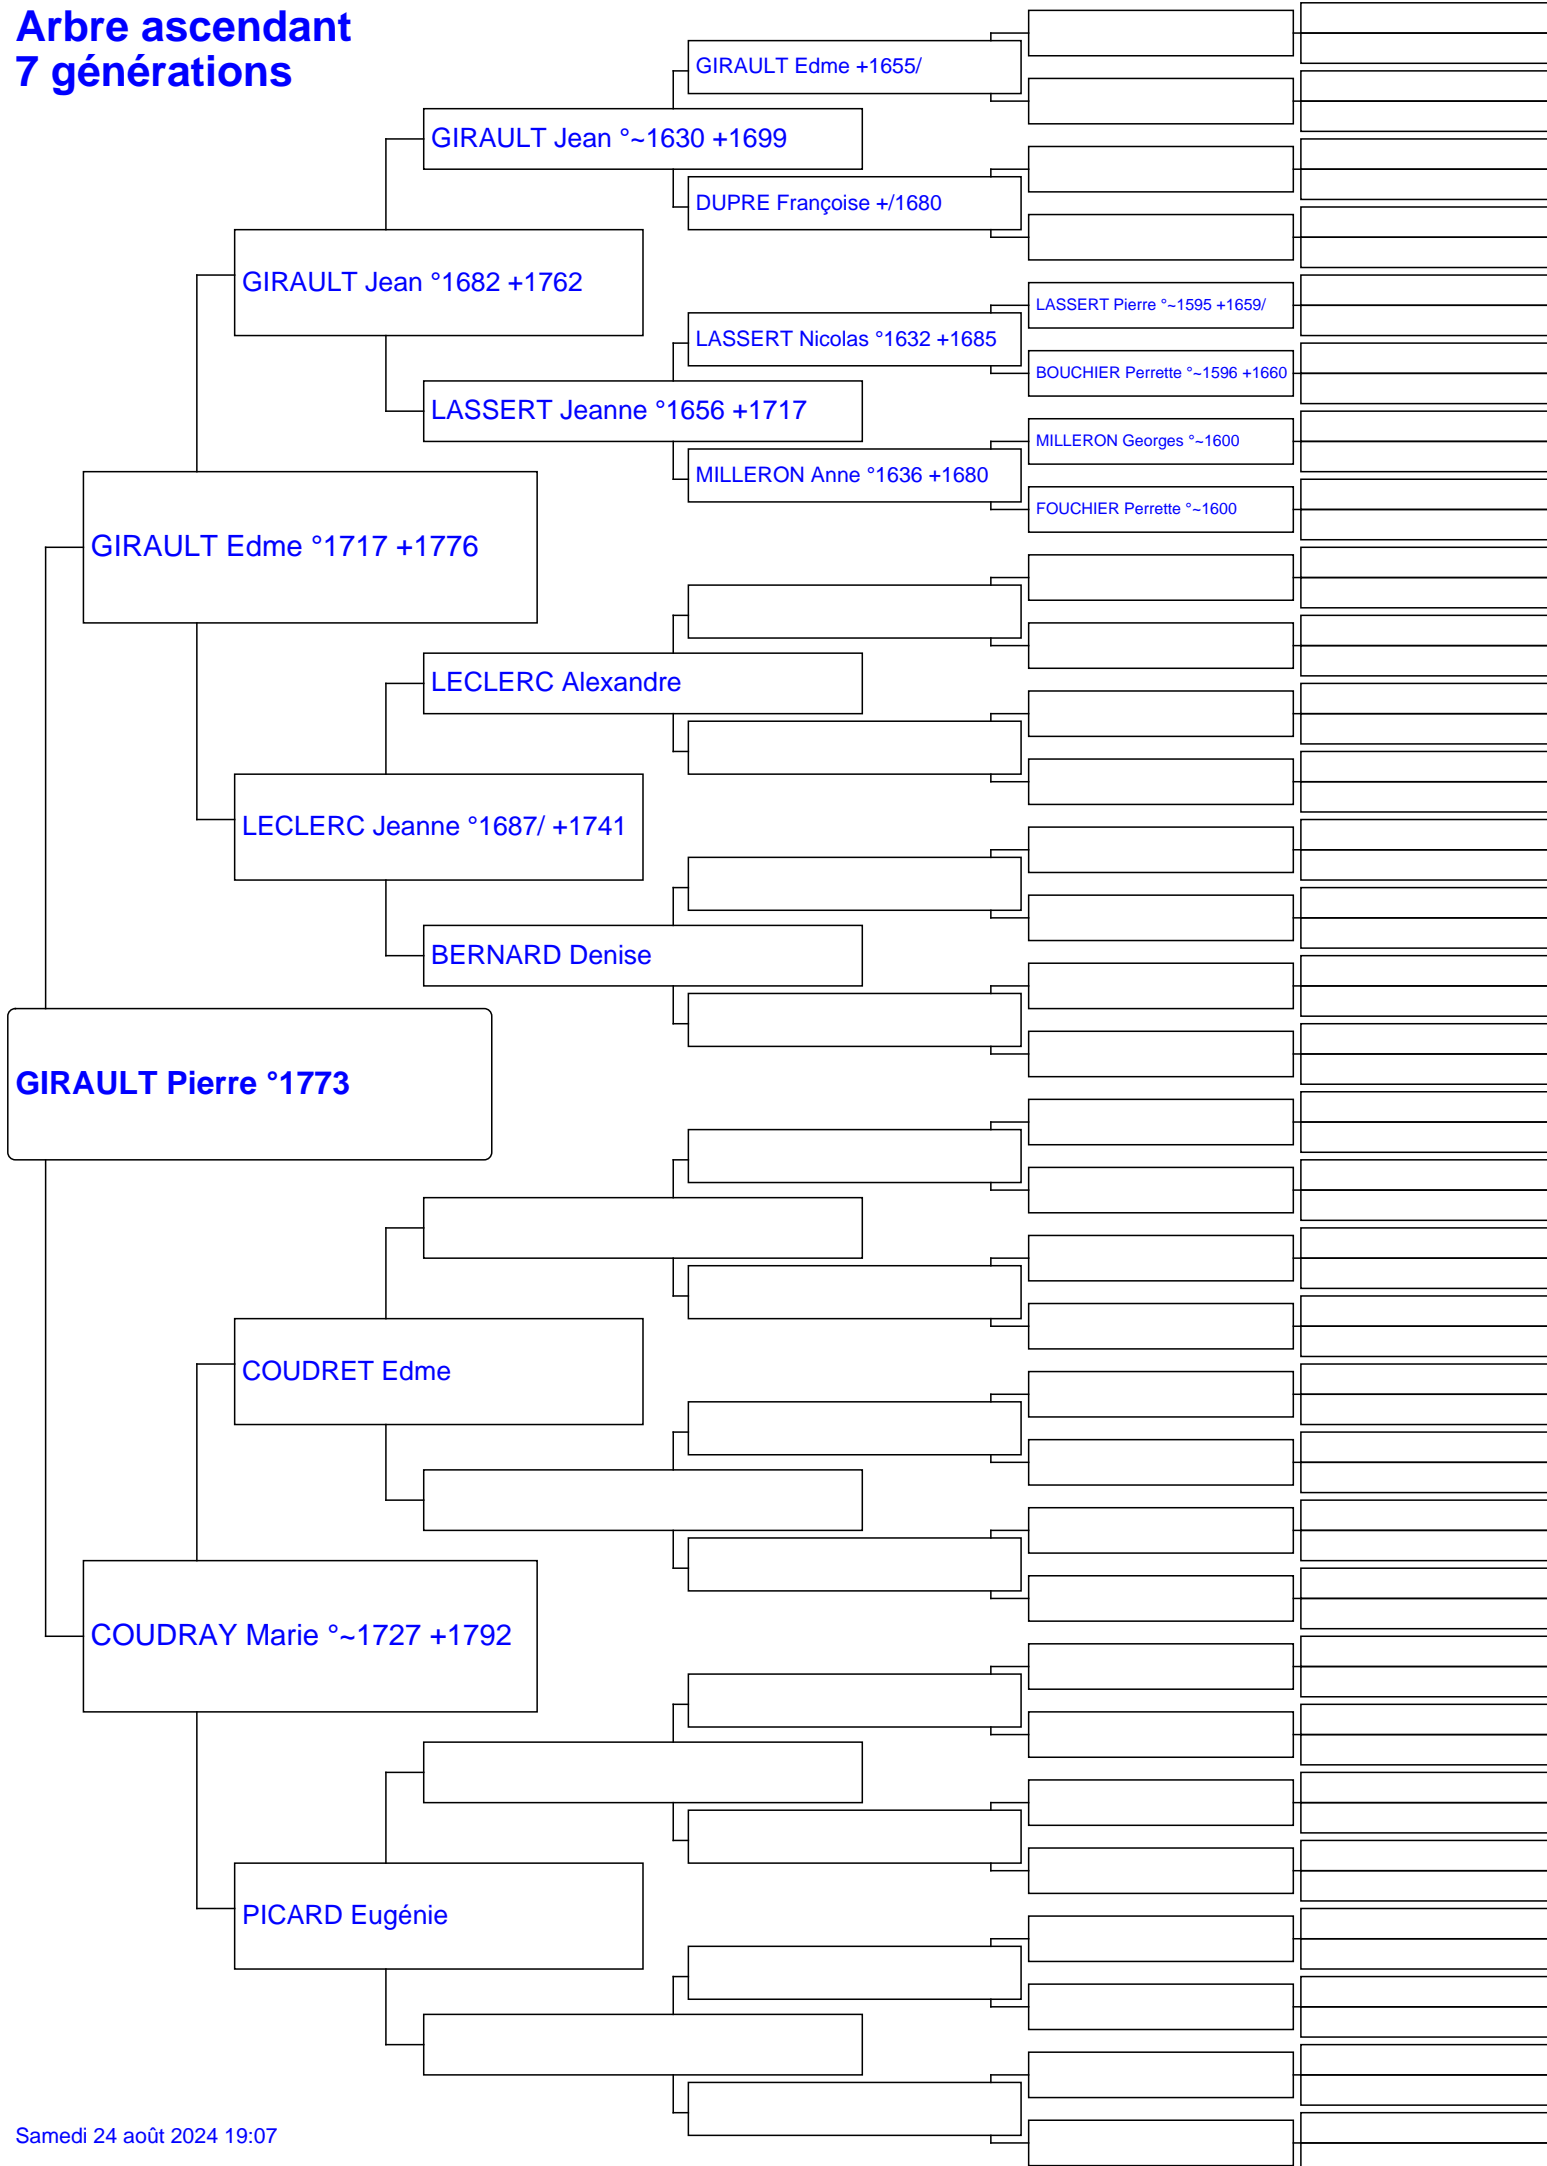 Arbre ascendant
7 générations
GIRAULT Edme +1655/
GIRAULT Jean °~1630 +1699
DUPRE Françoise +/1680
GIRAULT Jean °1682 +1762
LASSERT Pierre °~1595 +1659/
LASSERT Nicolas °1632 +1685
BOUCHIER Perrette °~1596 +1660
LASSERT Jeanne °1656 +1717
MILLERON Georges °~1600
MILLERON Anne °1636 +1680
FOUCHIER Perrette °~1600
GIRAULT Edme °1717 +1776
LECLERC Alexandre
LECLERC Jeanne °1687/ +1741
BERNARD Denise
GIRAULT Pierre °1773
COUDRET Edme
COUDRAY Marie °~1727 +1792
PICARD Eugénie
Samedi 24 août 2024 19:07